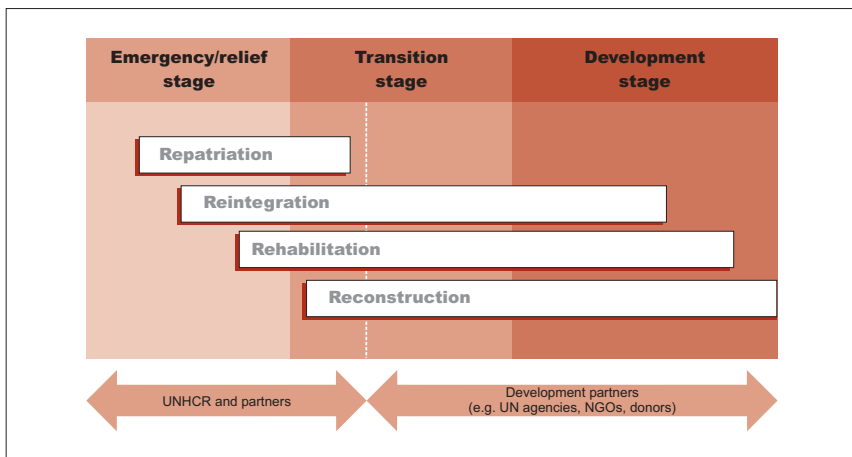 Emergency/relief
stage
Transition
stage
Development
stage
Repatriation
Reintegration
Rehabilitation
Reconstruction
UNHCR and partners
Development partners
(e.g. UN agencies, NGOs, donors)